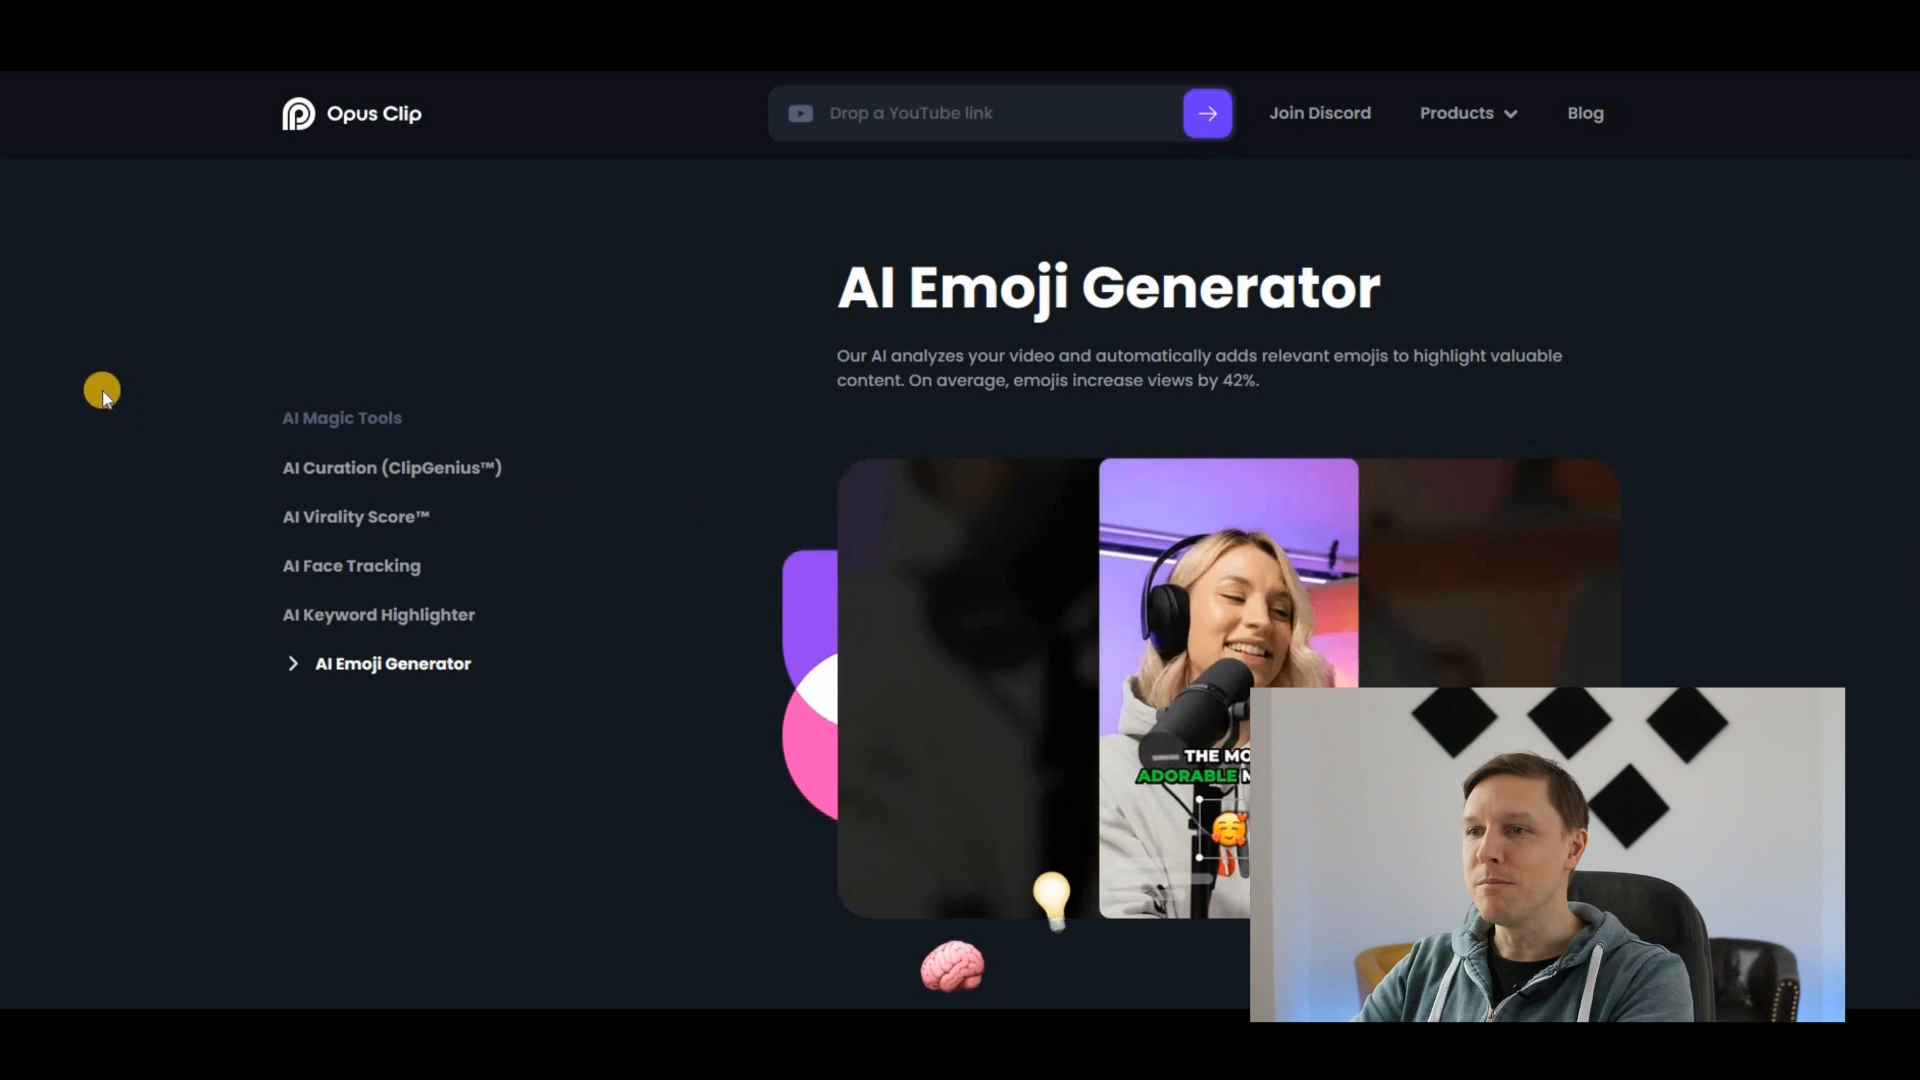 Opus Clip
Drop a YouTube link
Join Discord
Products
Blog
AI Emoji Generator
Our AI analyzes your video and automatically adds relevant emojis to highlight valuable
content. On average, emojis increase views by 42%.
AI Magic Tools
AI Curation (ClipGenius™)
AI Virality Score™
AI Face Tracking
AI Keyword Highlighter
AI Emoji Generator
THE MO
ADORABLE